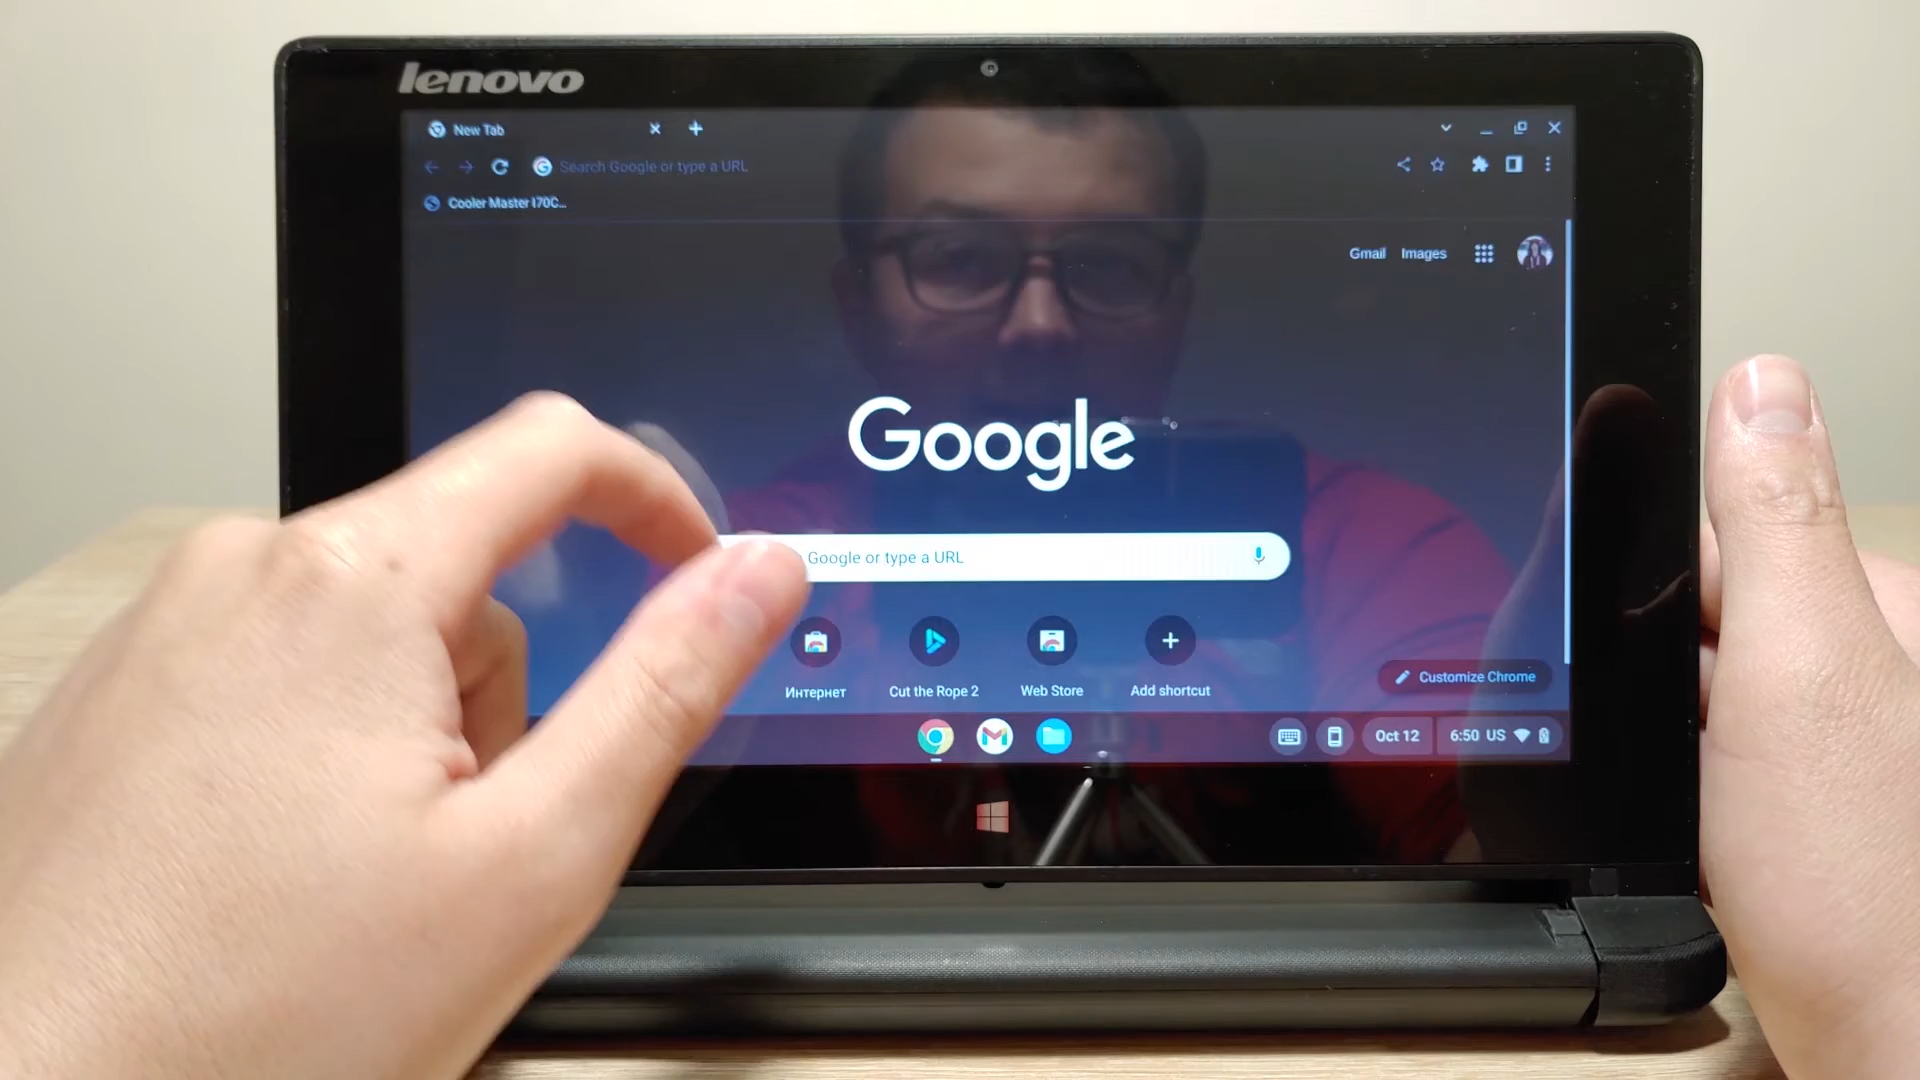 lenovo
New Tab
Search Google or type a URL
Cooler Master I70C...
Gmail Images
Google
Google or type a URL
Интернет Cut the Rope 2 Web Store Add shortcut
Customize Chrome
Oct 12 6:50 US